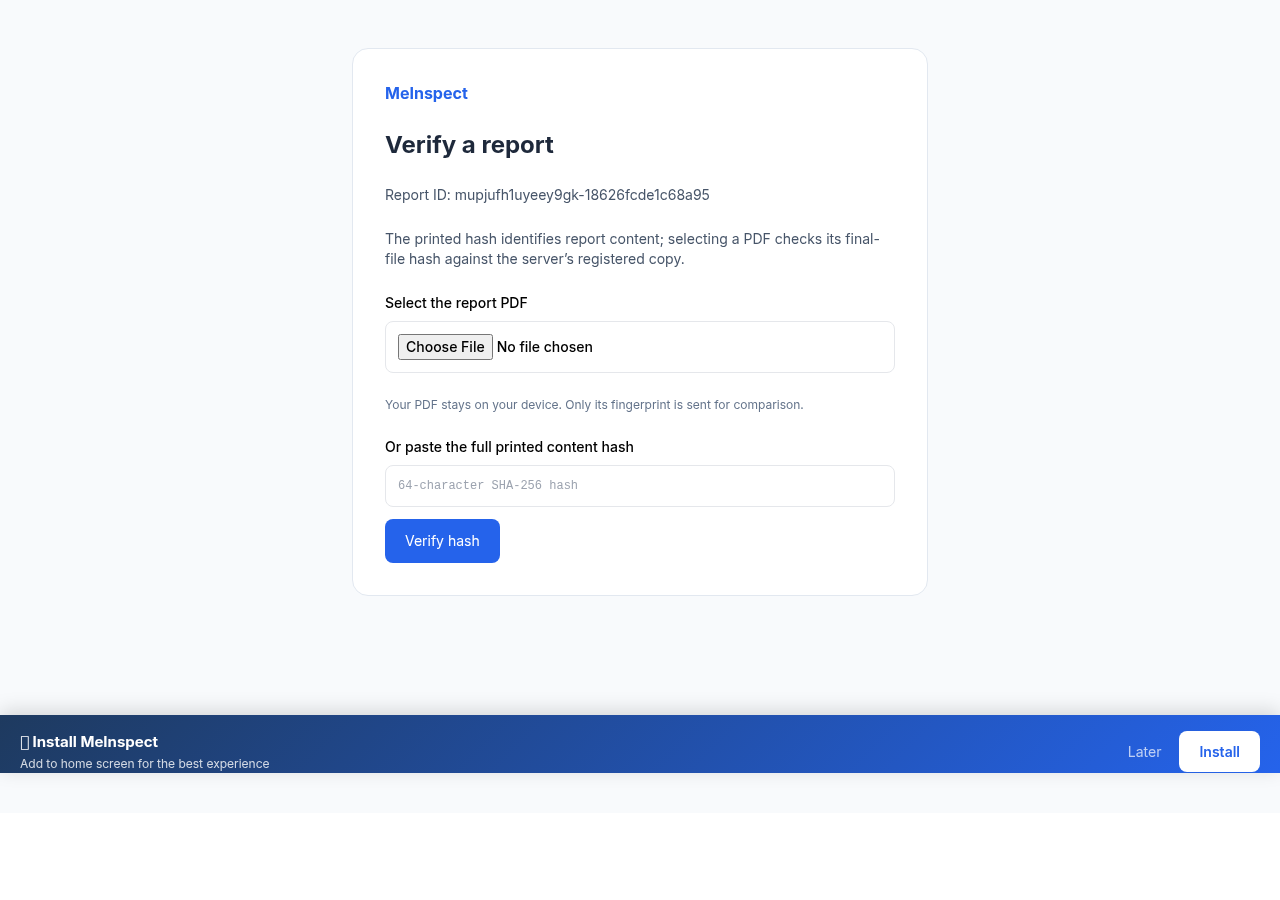 MeInspect
Verify a report
Report ID: mupjufh1uyeey9gk-18626fcde1c68a95
The printed hash identifies report content; selecting a PDF checks its final-
file hash against the server’s registered copy.
Select the report PDF
Choose File No file chosen
Your PDF stays on your device. Only its fingerprint is sent for comparison.
Or paste the full printed content hash
64-character SHA-256 hash
Verify hash
Install MeInspect
Add to home screen for the best experience
Later
Install